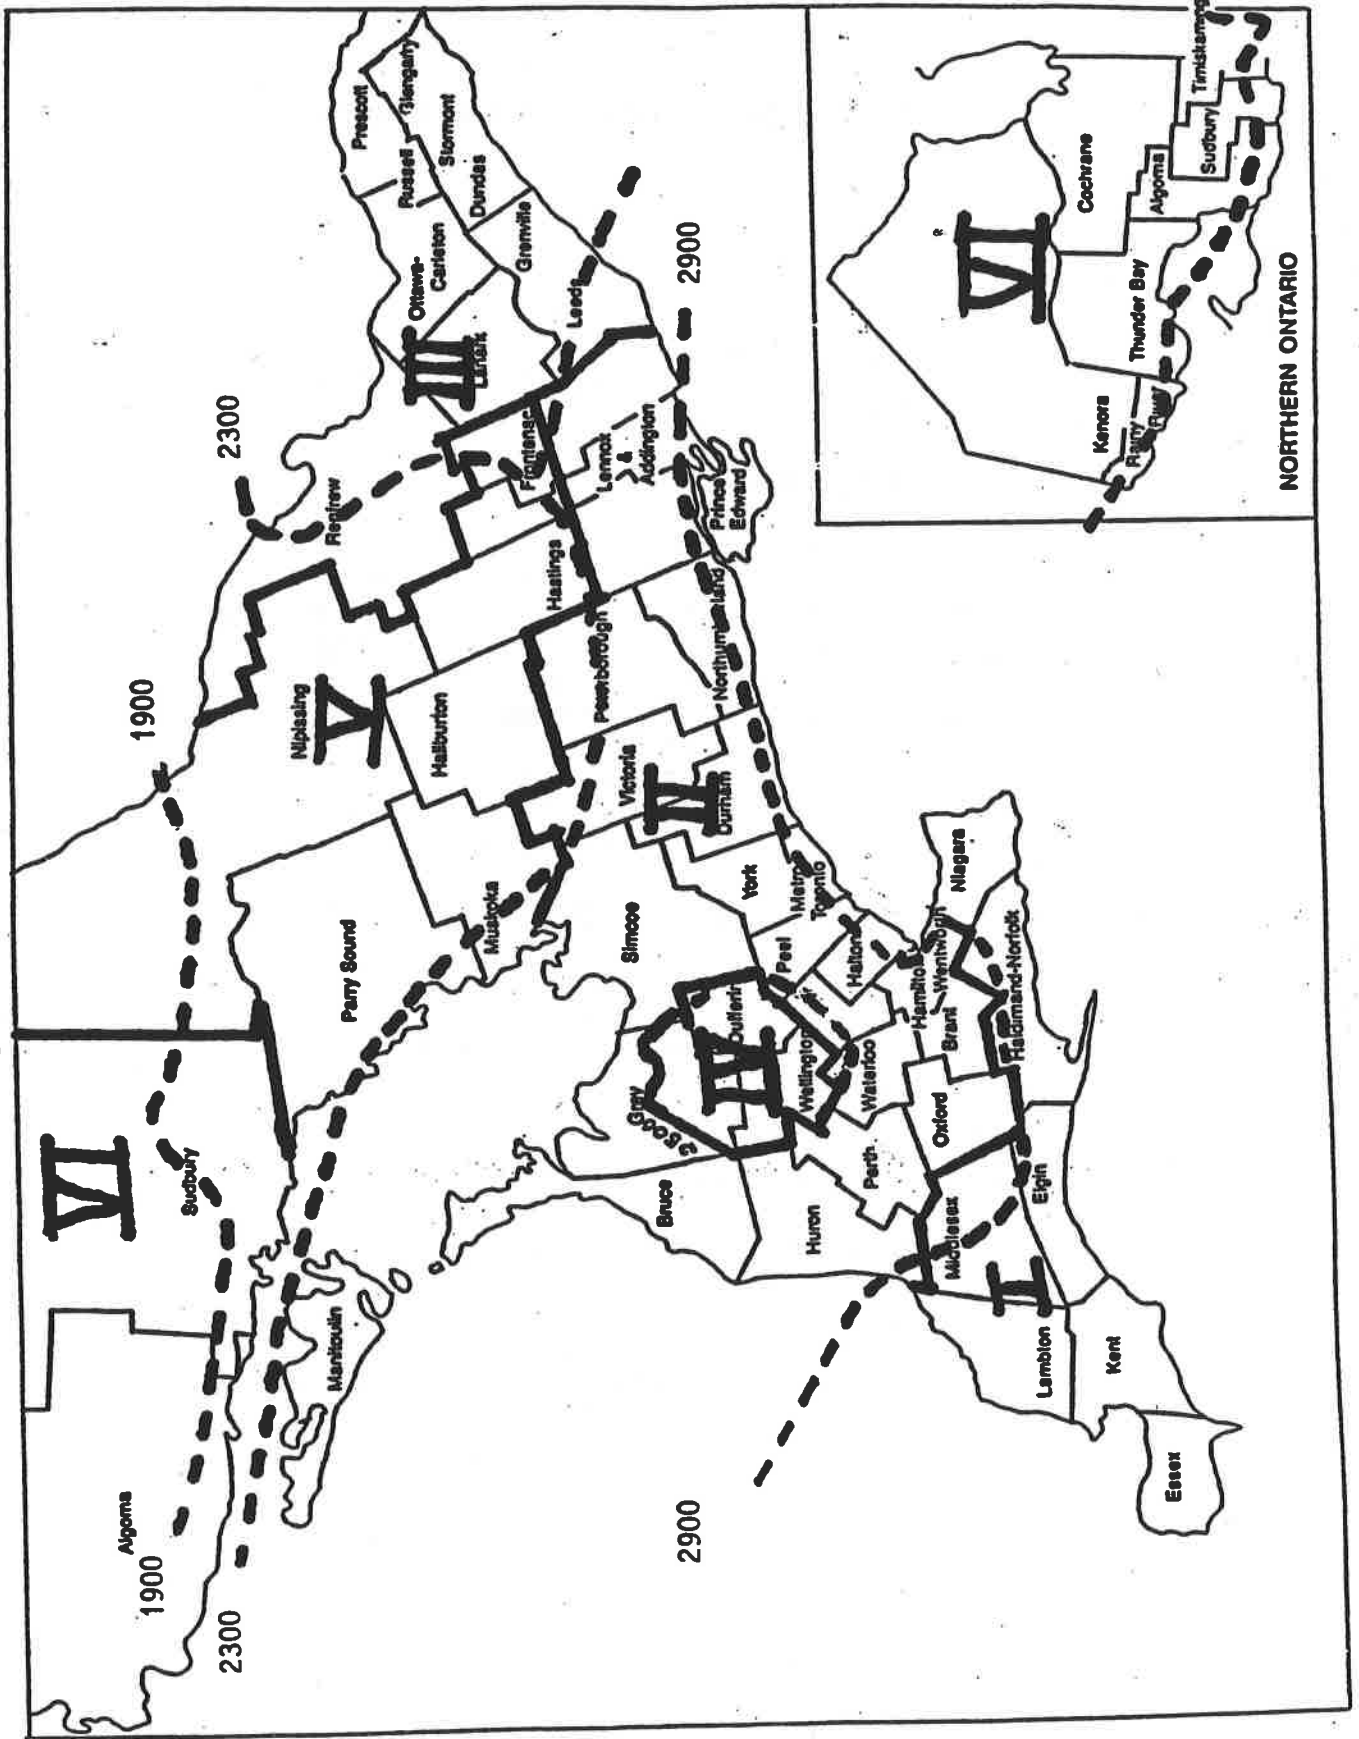 1900
2300
2900
2300
1900
2900
2500
Algoma
VI
Sudbury
Manitoulin
Parry Sound
Nipissing
V
Muskoka
Haliburton
Renfrew
III
Lanark
Ottawa-
Carleton
Prescott
Russell
Glengarry
Stormont
Dundas
Grenville
Leeds
Frontenac
Lennox
&
Addington
Hastings
Prince
Edward
Peterborough
Northumberland
Victoria
II
Durham
Simcoe
York
Metro
Toronto
Peel
Halton
Gray
Dufferin
IV
Wellington
Waterloo
Bruce
Huron
Perth
Oxford
Brant
Hamilton
Wentworth
Niagara
Haldimand-Norfolk
Middlesex
Elgin
I
Lambton
Kent
Essex
VI
Kenora
Rainy
River
Thunder Bay
Cochrane
Algoma
Sudbury
Timiskaming
NORTHERN ONTARIO